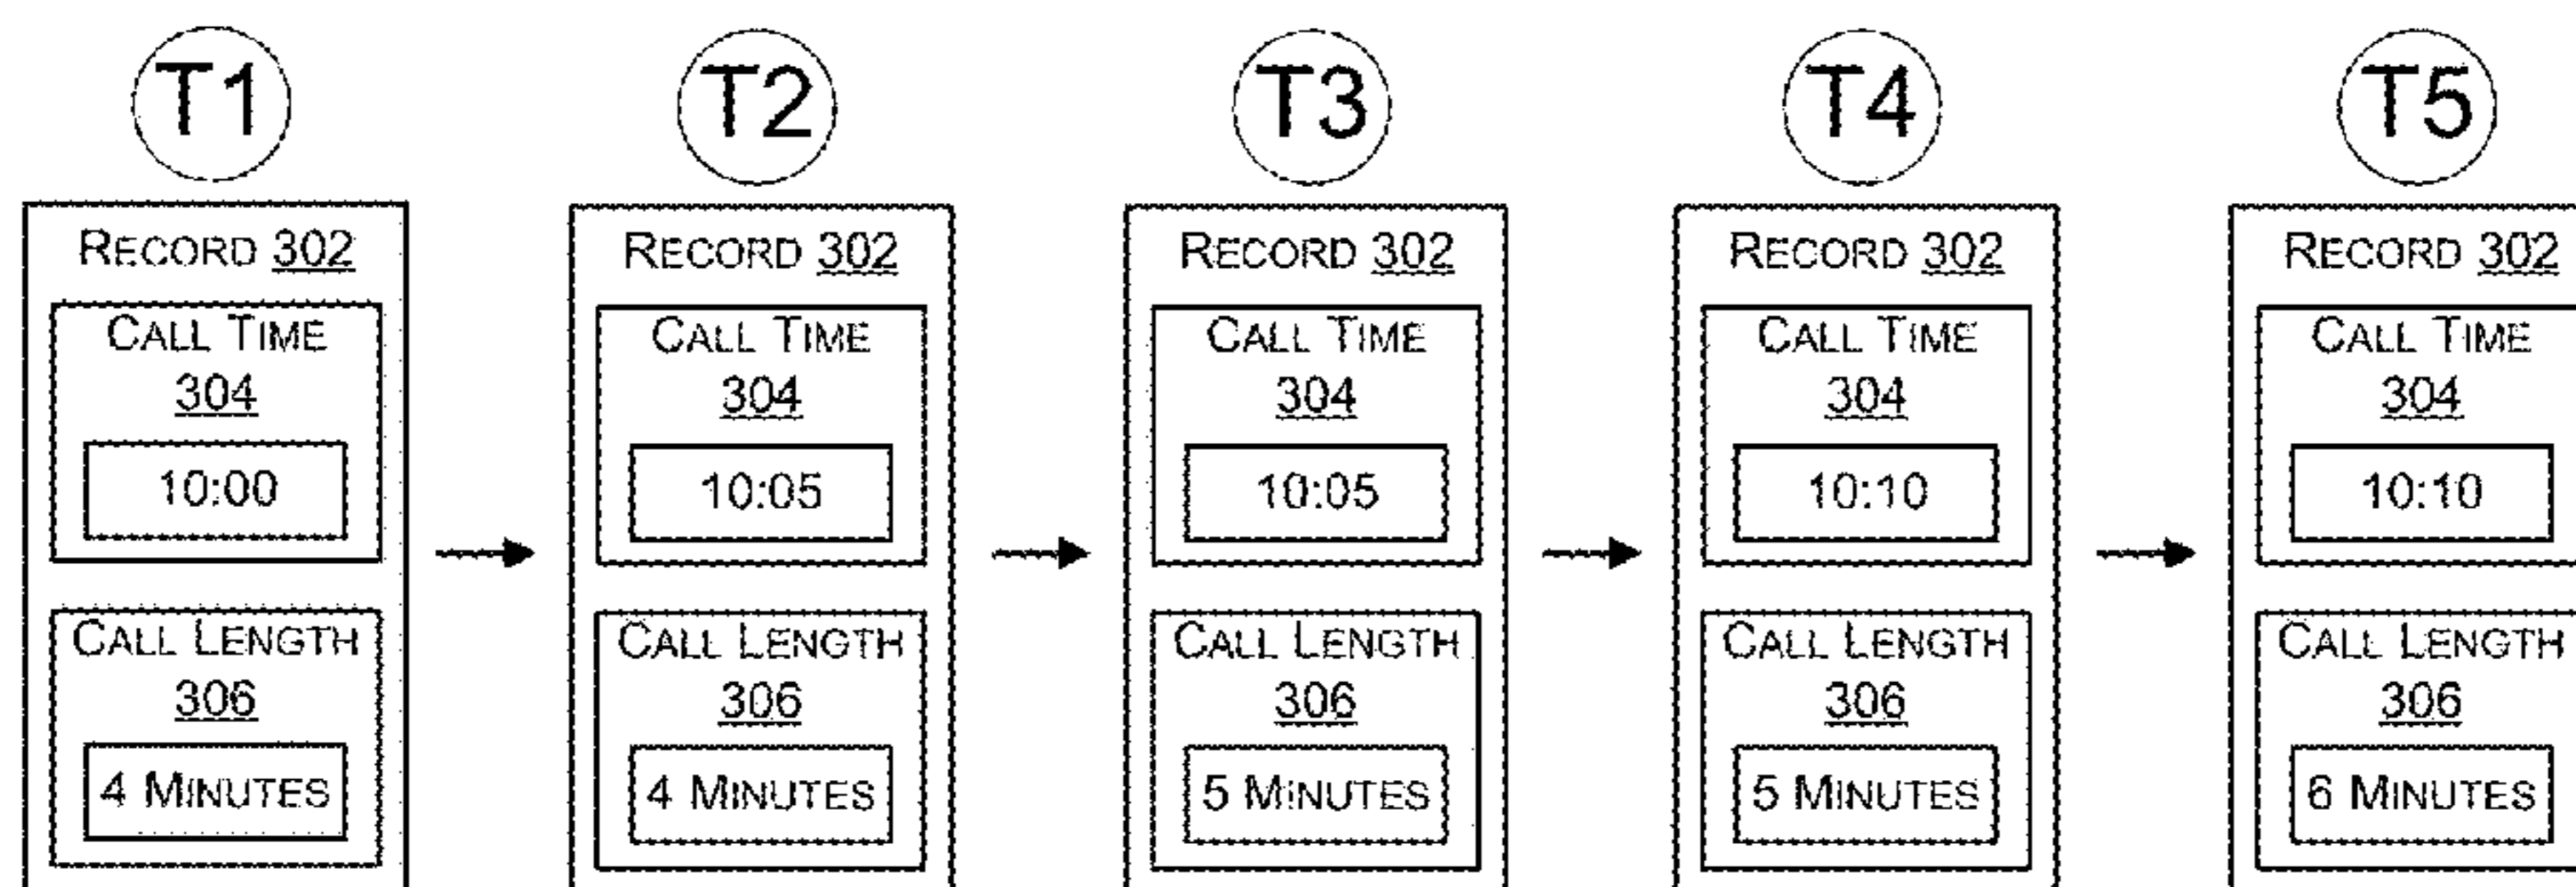 T1 T2 T3 T4 T5
RECORD 302 RECORD 302 RECORD 302 RECORD 302 RECORD 302
CALL TIME CALL TIME CALL TIME CALL TIME CALL TIME
304 304 304 304 304
10:00 10:05 10:05 10:10 10:10
CALL LENGTH CALL LENGTH CALL LENGTH CALL LENGTH CALL LENGTH
306 306 306 306 306
4 MINUTES 4 MINUTES 5 MINUTES 5 MINUTES 6 MINUTES